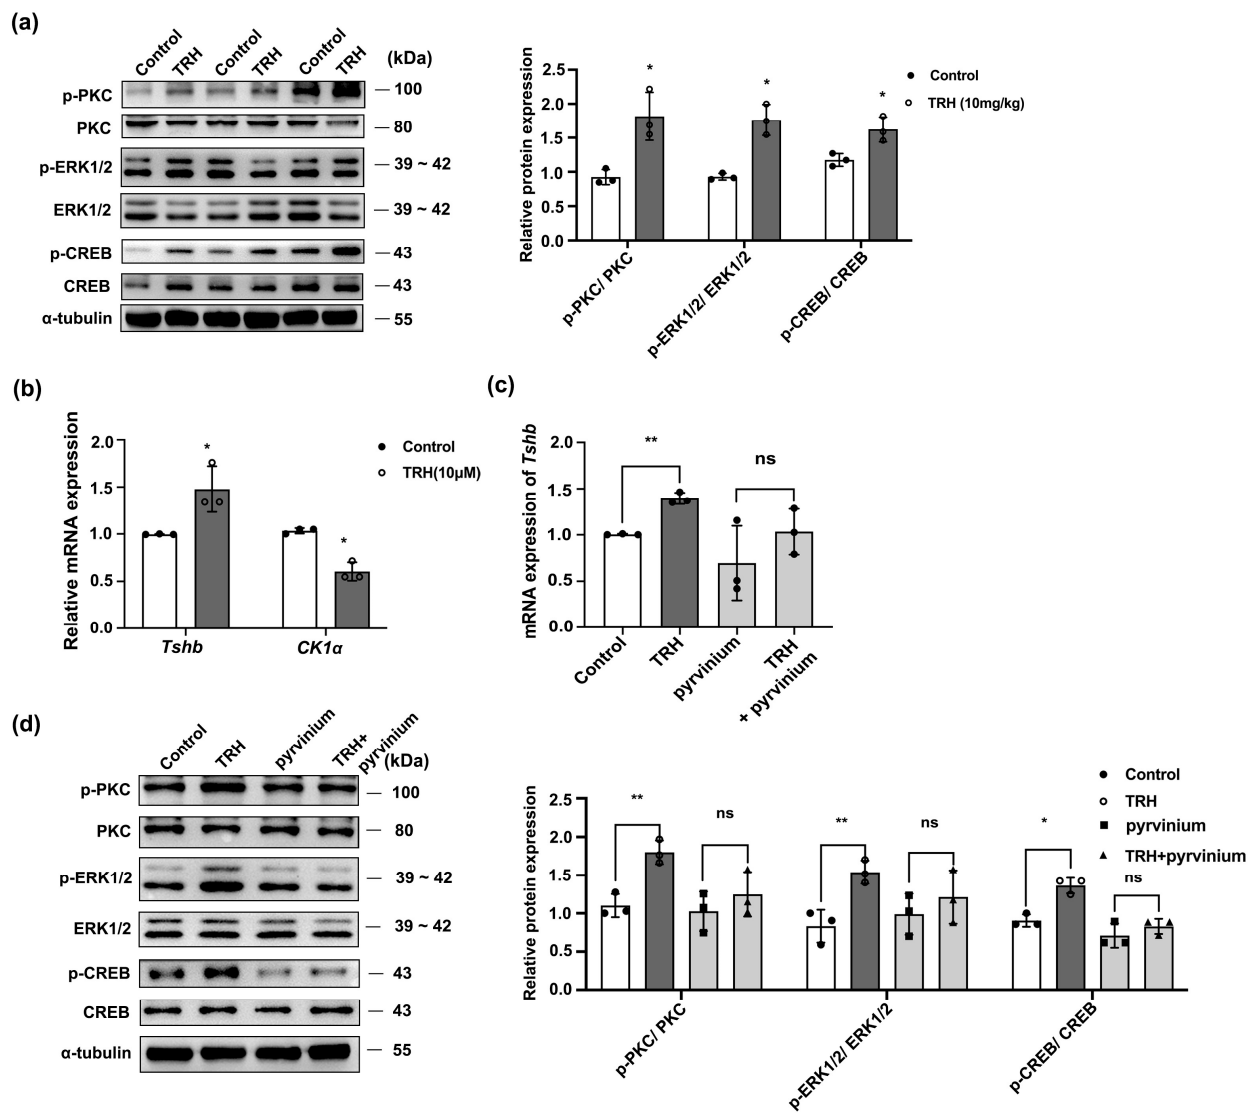 (a)
Control
TRH
Control
TRH
Control
TRH
(kDa)
p-PKC
100
PKC
80
p-ERK1/2
39 ~ 42
ERK1/2
39 ~ 42
p-CREB
43
CREB
43
α-tubulin
55
Relative protein expression
2.5
2.0
1.5
1.0
0.5
0.0
*
*
*
p-PKC/ PKC
p-ERK1/2/ ERK1/2
p-CREB/ CREB
Control
TRH (10mg/kg)
(b)
Relative mRNA expression
2.0
1.5
1.0
0.5
0.0
*
*
Tshb
CK1α
Control
TRH(10μM)
(c)
mRNA expression of Tshb
2.0
1.5
1.0
0.5
0.0
**
ns
Control
TRH
pyrvinium
TRH
+ pyrvinium
(d)
Control
TRH
pyrvinium
TRH+
pyrvinium
(kDa)
p-PKC
100
PKC
80
p-ERK1/2
39 ~ 42
ERK1/2
39 ~ 42
p-CREB
43
CREB
43
α-tubulin
55
Relative protein expression
2.5
2.0
1.5
1.0
0.5
0.0
**
ns
**
ns
*
ns
p-PKC/ PKC
p-ERK1/2/ ERK1/2
p-CREB/ CREB
Control
TRH
pyrvinium
TRH+pyrvinium